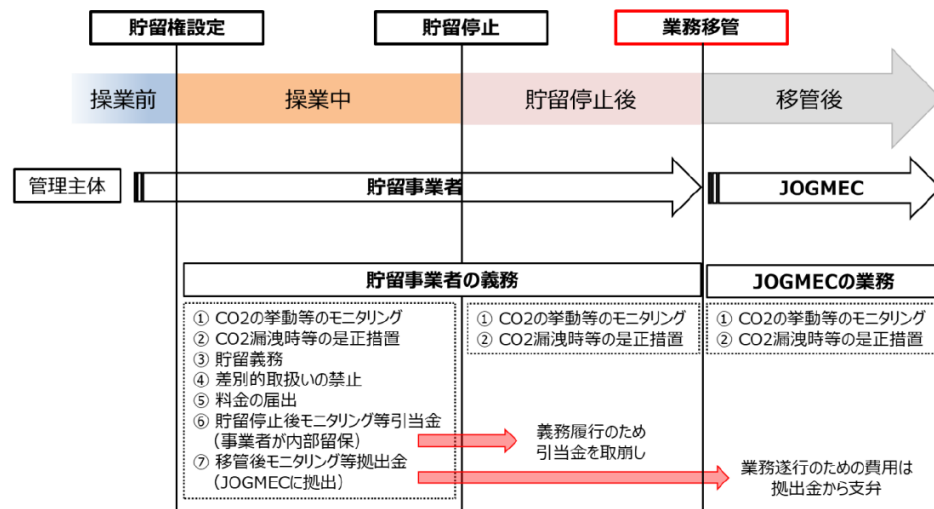 貯留権設定
貯留停止
業務移管
操業前
操業中
貯留停止後
移管後
管理主体
貯留事業者
JOGMEC
貯留事業者の義務
JOGMECの業務
① CO2の挙動等のモニタリング
② CO2漏洩時等の是正措置
③ 貯留義務
④ 差別的取扱いの禁止
⑤ 料金の届出
⑥ 貯留停止後モニタリング等引当金
（事業者が内部留保）
⑦ 移管後モニタリング等拠出金
（JOGMECに拠出）
① CO2の挙動等のモニタリング
② CO2漏洩時等の是正措置
義務履行のため
引当金を取崩し
① CO2の挙動等のモニタリング
② CO2漏洩時等の是正措置
業務遂行のための費用は
拠出金から支弁